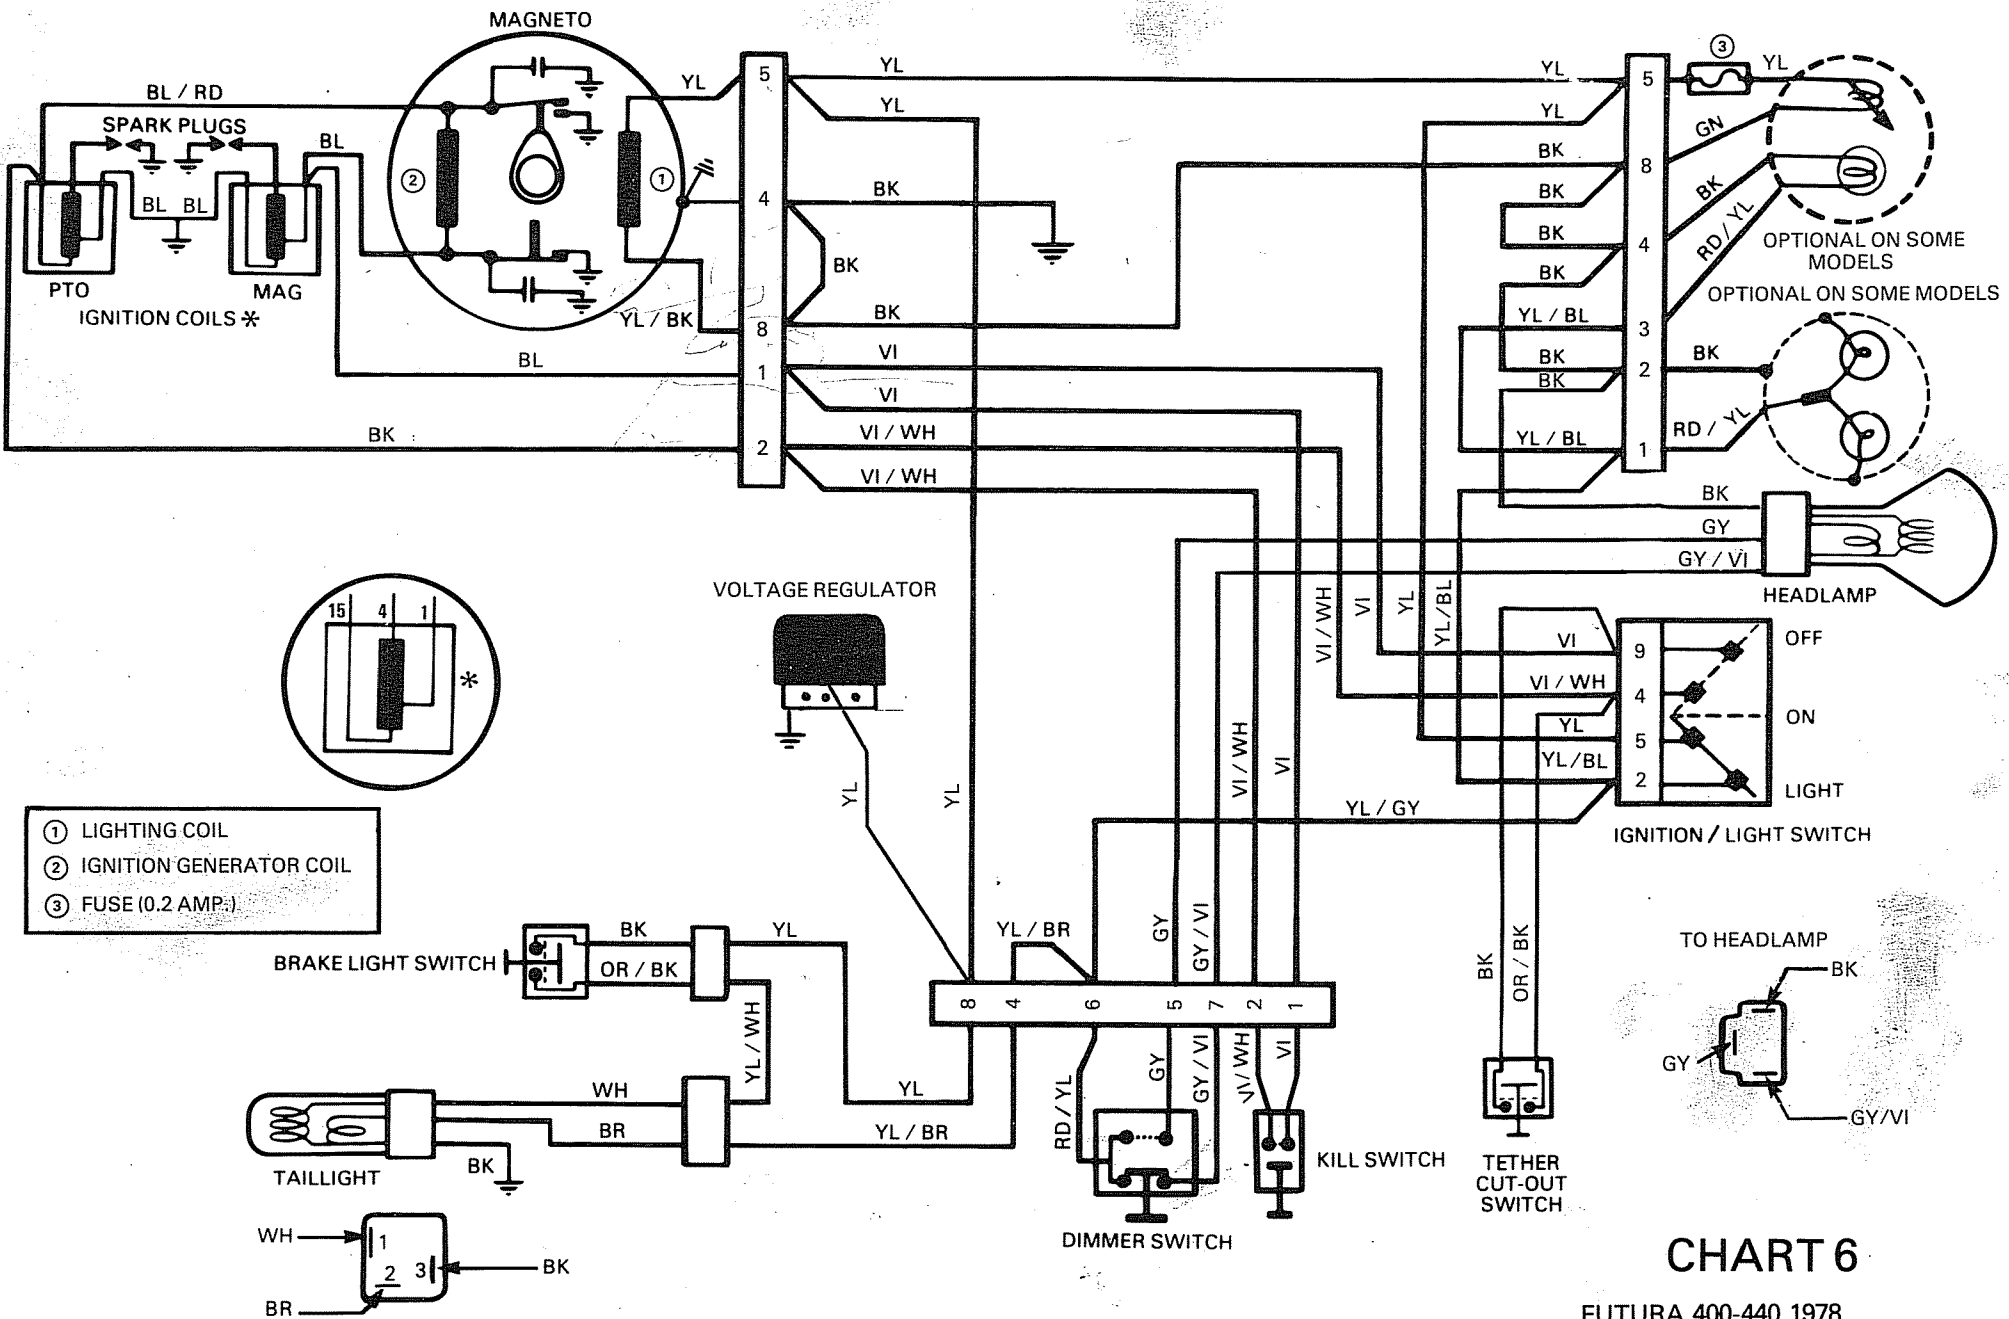 MAGNETO
BL / RD
SPARK PLUGS
BL
BL BL
PTO
MAG
IGNITION COILS *
2
1
YL
YL / BK
BL
BK
5
4
8
1
2
YL
YL
BK
BK
BK
VI
VI
VI / WH
VI / WH
YL
YL
BK
BK
BK
BK
YL / BL
BK
BK
YL / BL
5
8
4
3
2
1
3
YL
GN
BK
RD / YL
OPTIONAL ON SOME
MODELS
OPTIONAL ON SOME MODELS
BK
RD / YL
BK
GY
GY / VI
HEADLAMP
VI / WH
VI
YL
YL/BL
VI
VI / WH
YL
YL/BL
9
4
5
2
OFF
ON
LIGHT
IGNITION / LIGHT SWITCH
YL / GY
VOLTAGE REGULATOR
YL
YL
VI / WH
VI
15 4 1
*
1 LIGHTING COIL
2 IGNITION GENERATOR COIL
3 FUSE (0.2 AMP.)
BRAKE LIGHT SWITCH
BK
OR / BK
YL
YL / WH
YL / BR
GY
GY / VI
8 4 6 5 7 2 1
YL
YL / BR
RD / YL
GY
GY / VI
VI / WH
VI
WH
BR
BK
TAILLIGHT
DIMMER SWITCH
KILL SWITCH
BK
OR / BK
TETHER
CUT-OUT
SWITCH
TO HEADLAMP
BK
GY
GY/VI
WH
1
2
3
BK
BR
CHART 6
FUTURA 400-440 1978